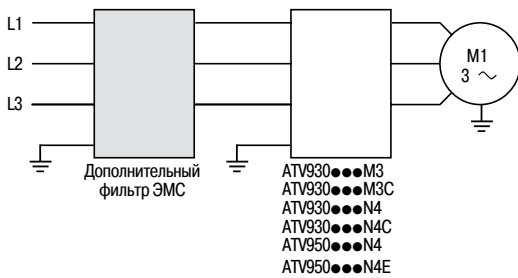 L1
L2
L3
M1
3 ~
Дополнительный
фильтр ЭМС
ATV930●●●M3
ATV930●●●M3C
ATV930●●●N4
ATV930●●●N4C
ATV950●●●N4
ATV950●●●N4E